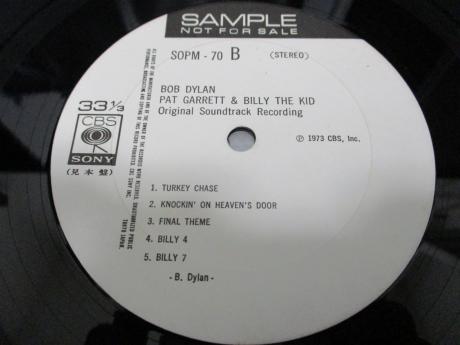 SAMPLE
NOT FOR SALE
SOPM - 70 B
(STEREO)
BOB DYLAN
PAT GARRETT & BILLY THE KID
Original Soundtrack Recording
33 1/3
CBS
SONY
(見本盤)
℗ 1973 CBS, Inc.
1. TURKEY CHASE
2. KNOCKIN' ON HEAVEN'S DOOR
3. FINAL THEME
4. BILLY 4
5. BILLY 7
- B. Dylan -